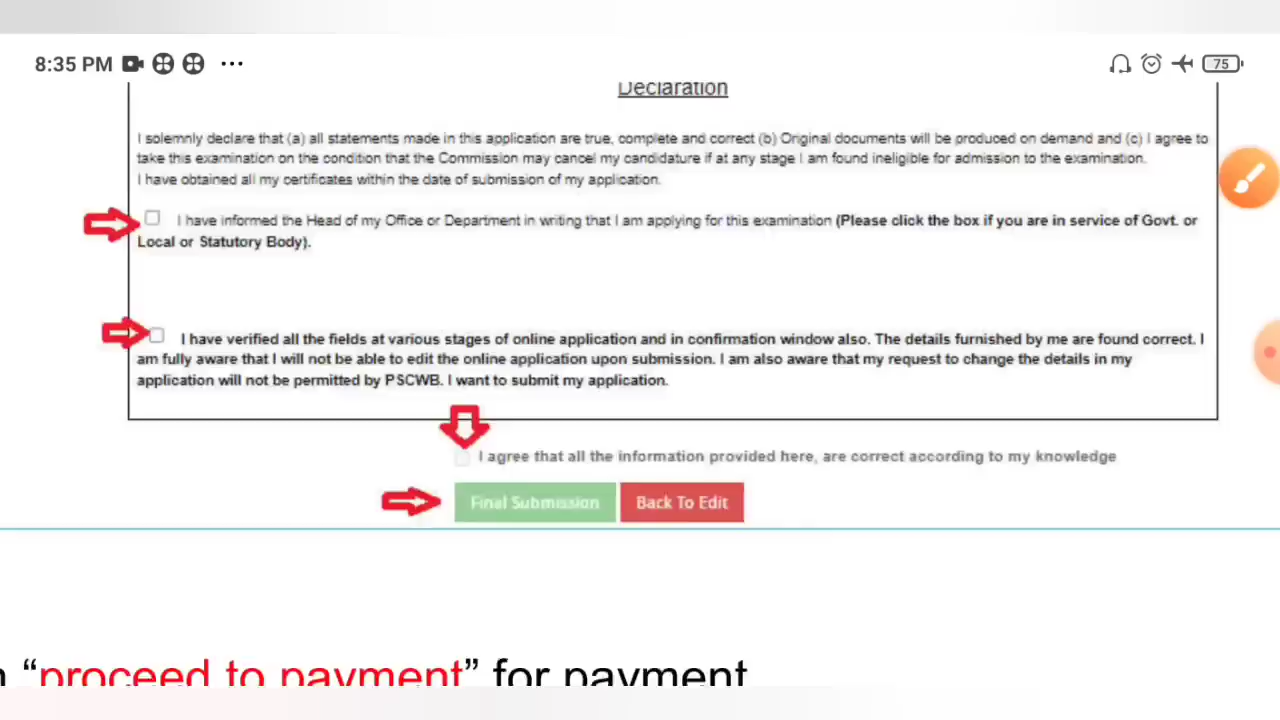 8:35 PM
75
Declaration
I solemnly declare that (a) all statements made in this application are true, complete and correct (b) Original documents will be produced on demand and (c) I agree to
take this examination on the condition that the Commission may cancel my candidature if at any stage I am found ineligible for admission to the examination.
I have obtained all my certificates within the date of submission of my application.
I have informed the Head of my Office or Department in writing that I am applying for this examination (Please click the box if you are in service of Govt. or
Local or Statutory Body).
I have verified all the fields at various stages of online application and in confirmation window also. The details furnished by me are found correct. I
am fully aware that I will not be able to edit the online application upon submission. I am also aware that my request to change the details in my
application will not be permitted by PSCWB. I want to submit my application.
I agree that all the information provided here, are correct according to my knowledge
Final Submission Back To Edit
“proceed to payment” for payment